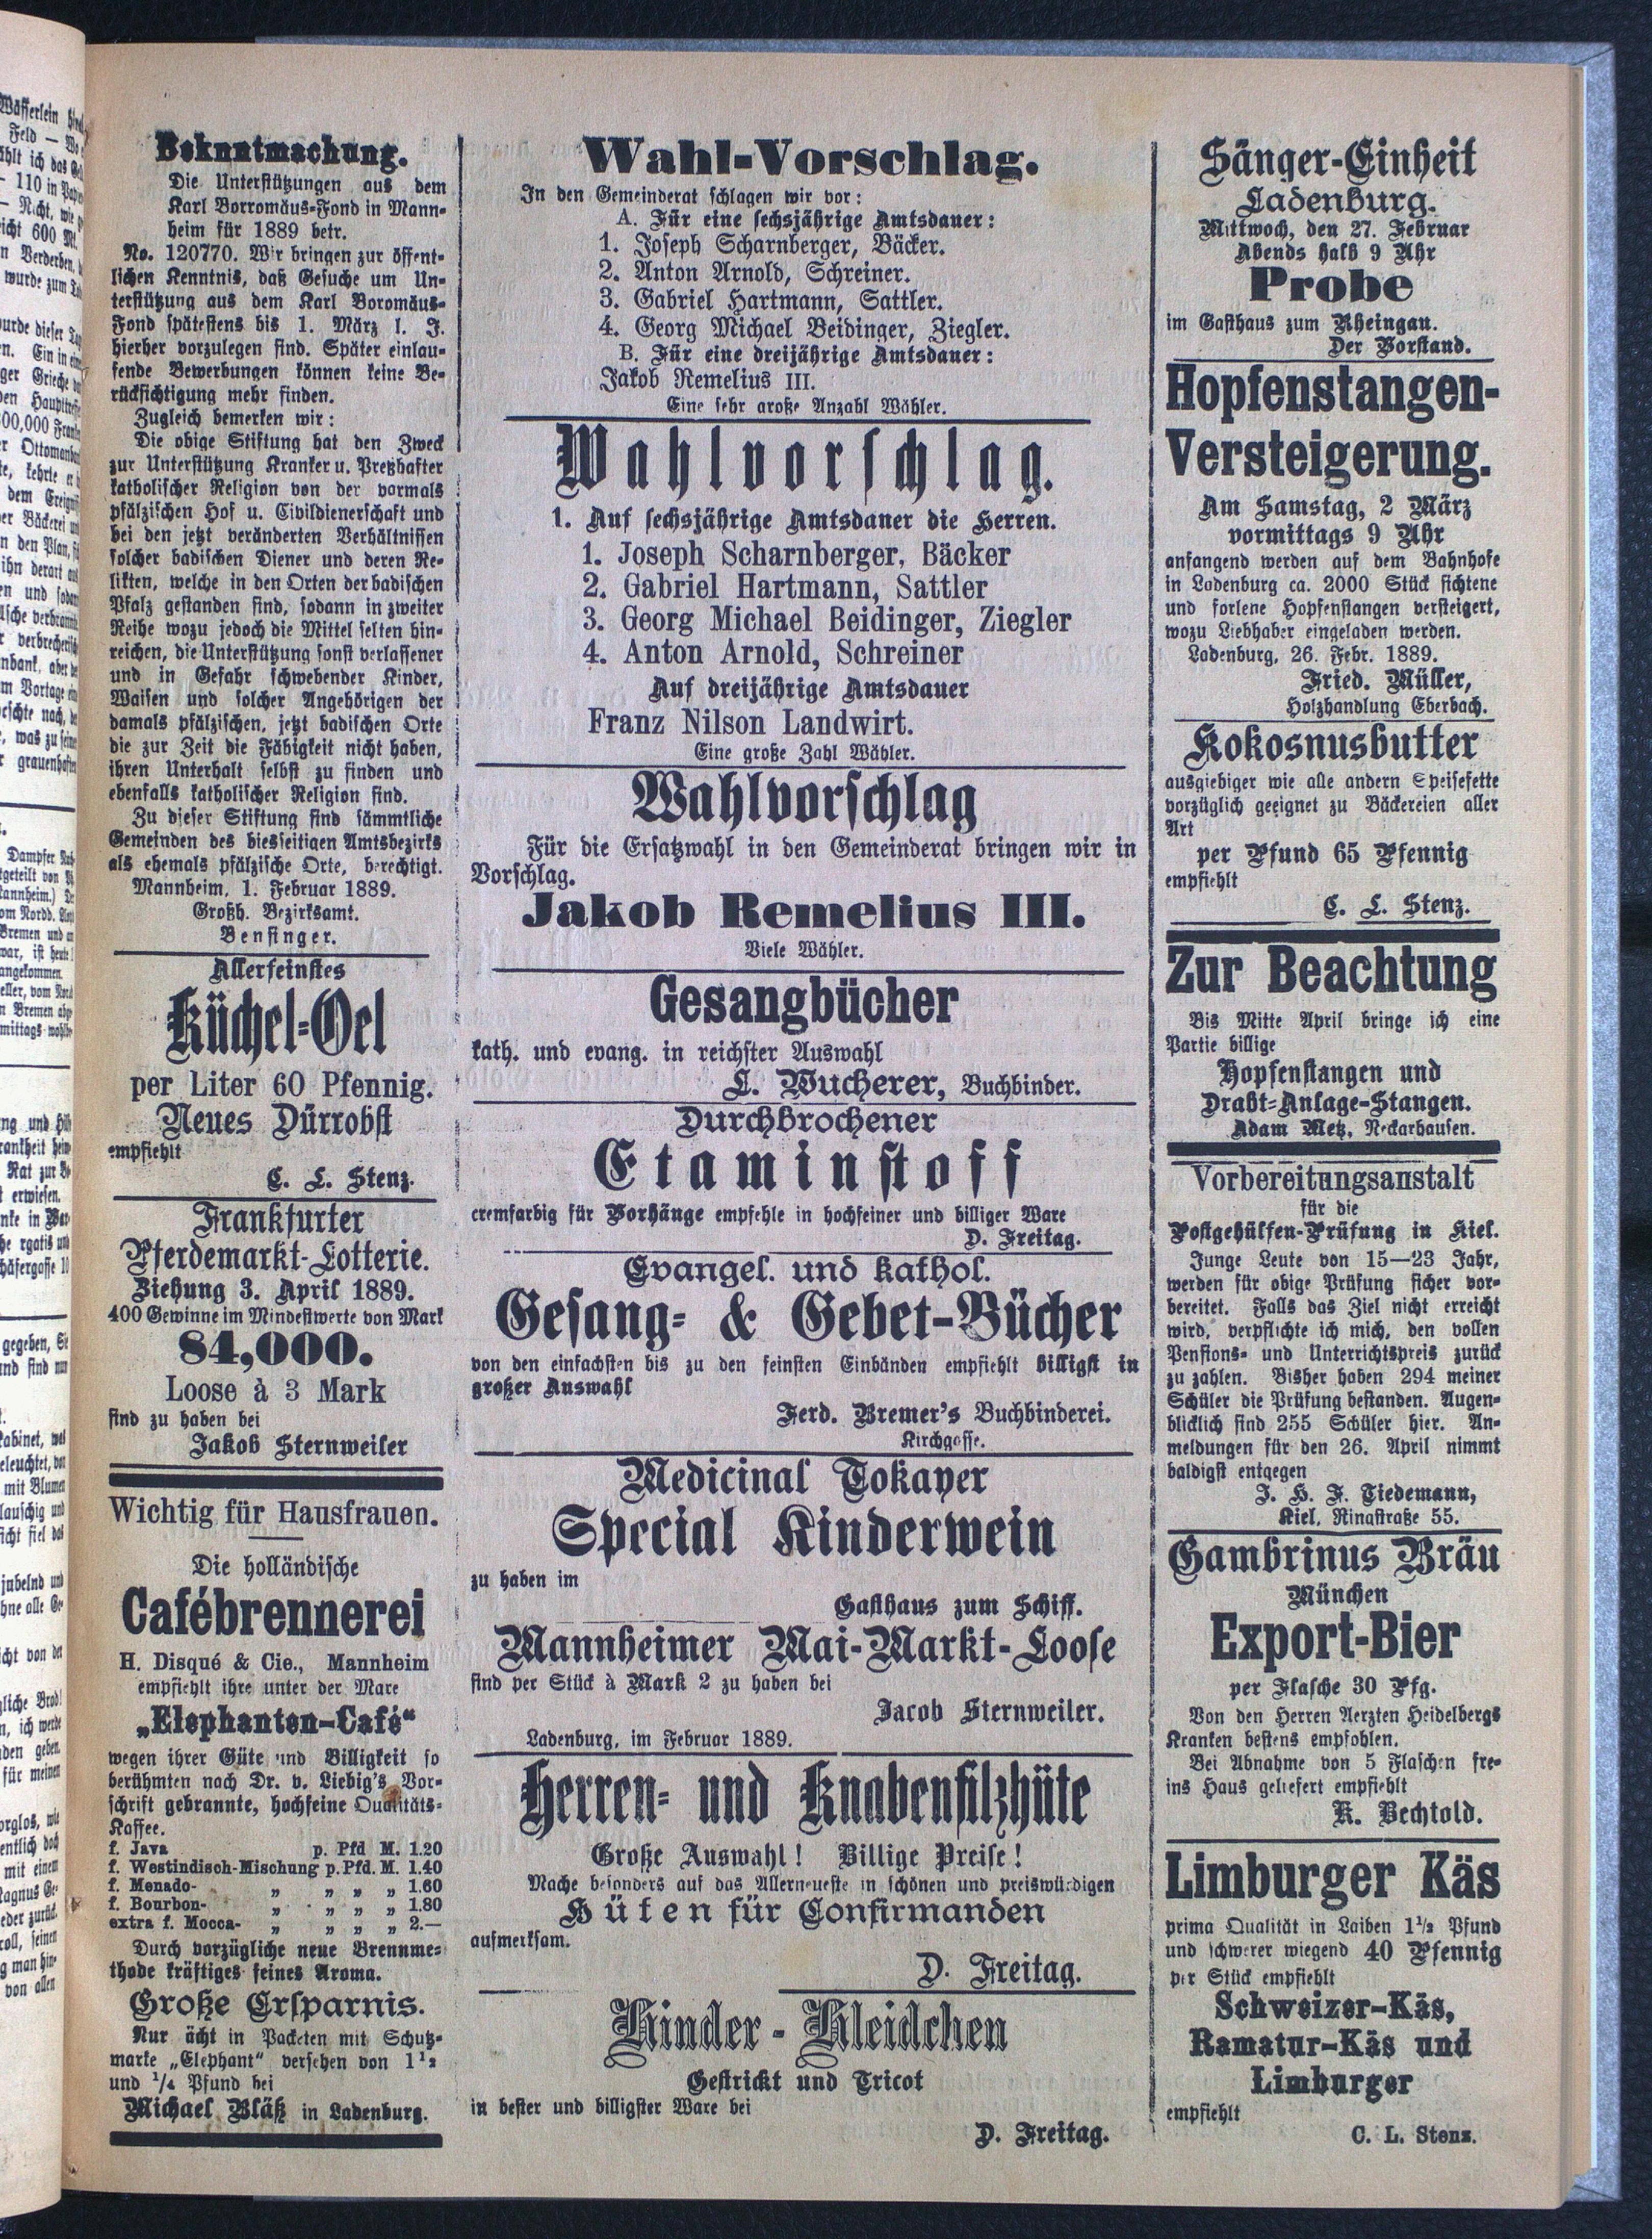 Bekanntmachung.
Die Unterstützungen aus dem
Karl Borromäus-Fond in Mann-
heim für 1889 betr.
No. 120770. Wir bringen zur öffent-
lichen Kenntnis, daß Gesuche um Un-
terstützung aus dem Karl Boromäus-
Fond spätestens bis 1. März l. J.
hierher vorzulegen sind. Später einlau-
fende Bewerbungen können keine Be-
rücksichtigung mehr finden.
Zugleich bemerken wir:
Die obige Stiftung hat den Zweck
zur Unterstützung Kranker u. Preßhafter
katholischer Religion von der vormals
pfälzischen Hof u. Civildienerschaft und
bei den jetzt veränderten Verhältnissen
solcher badischen Diener und deren Re-
likten, welche in den Orten der badischen
Pfalz gestanden sind, sodann in zweiter
Reihe wozu jedoch die Mittel selten hin-
reichen, die Unterstützung sonst verlassener
und in Gefahr schwebender Kinder,
Waisen und solcher Angehörigen der
damals pfälzischen, jetzt badischen Orte
die zur Zeit die Fähigkeit nicht haben,
ihren Unterhalt selbst zu finden und
ebenfalls katholischer Religion sind.
Zu dieser Stiftung sind sämmtliche
Gemeinden des diesseitigen Amtsbezirks
als ehemals pfälzische Orte, berechtigt.
Mannheim, 1. Februar 1889.
Großh. Bezirksamt.
Bensinger.
Allerfeinstes
Küchel-Oel
per Liter 60 Pfennig.
Neues Dürrobst
empfiehlt
C. L. Stenz.
Frankfurter
Pferdemarkt-Lotterie.
Ziehung 3. April 1889.
400 Gewinne im Mindestwerte von Mark
84,000.
Loose à 3 Mark
sind zu haben bei
Jakob Sternweiler
Wichtig für Hausfrauen.
Die holländische
Cafébrennerei
H. Disqué & Cie., Mannheim
empfiehlt ihre unter der Mare
„Elephanten-Café“
wegen ihrer Güte und Billigkeit so
berühmten nach Dr. v. Liebig's Vor-
schrift gebrannte, hochfeine Qualitäts-
Kaffee.
f. Java p. Pfd M. 1.20
f. Westindisch-Mischung p. Pfd. M. 1.40
f. Menado- „ „ „ „ 1.60
f. Bourbon- „ „ „ „ 1.80
extra f. Mocca- „ „ „ „ 2.—
Durch vorzügliche neue Brennme-
thode kräftiges feines Aroma.
Große Ersparnis.
Nur ächt in Packeten mit Schutz-
marke „Elephant“ versehen von 1 1/2
und 1/4 Pfund bei
Michael Bläß in Ladenburg.
Wahl-Vorschlag.
In den Gemeinderat schlagen wir vor:
A. Für eine sechsjährige Amtsdauer:
1. Joseph Scharnberger, Bäcker.
2. Anton Arnold, Schreiner.
3. Gabriel Hartmann, Sattler.
4. Georg Michael Beidinger, Ziegler.
B. Für eine dreijährige Amtsdauer:
Jakob Remelius III.
Eine sehr große Anzahl Wähler.
Wahlvorschlag.
1. Auf sechsjährige Amtsdauer die Herren.
1. Joseph Scharnberger, Bäcker
2. Gabriel Hartmann, Sattler
3. Georg Michael Beidinger, Ziegler
4. Anton Arnold, Schreiner
Auf dreijährige Amtsdauer
Franz Nilson Landwirt.
Eine große Zahl Wähler.
Wahlvorschlag
Für die Ersatzwahl in den Gemeinderat bringen wir in
Vorschlag.
Jakob Remelius III.
Viele Wähler.
Gesangbücher
kath. und evang. in reichster Auswahl
L. Wucherer, Buchbinder.
Durchbrochener
Etaminstoff
cremfarbig für Vorhänge empfehle in hochfeiner und billiger Ware
D. Freitag.
Evangel. und kathol.
Gesang- & Gebet-Bücher
von den einfachsten bis zu den feinsten Einbänden empfiehlt billigst in
großer Auswahl
Ferd. Bremer's Buchbinderei.
Kirchgasse.
Medicinal Tokayer
Special Kinderwein
zu haben im
Gasthaus zum Schiff.
Mannheimer Mai-Markt-Loose
sind per Stück à Mark 2 zu haben bei
Jacob Sternweiler.
Ladenburg, im Februar 1889.
Herren- und Knabenfilzhüte
Große Auswahl! Billige Preise!
Mache besonders auf das Allerneueste in schönen und preiswürdigen
Hüten für Confirmanden
aufmerksam.
D. Freitag.
Kinder-Kleidchen
Gestrickt und Tricot
in bester und billigster Ware bei
D. Freitag.
Sänger-Einheit
Ladenburg.
Mittwoch, den 27. Februar
Abends halb 9 Uhr
Probe
im Gasthaus zum Rheingau.
Der Vorstand.
Hopfenstangen-
Versteigerung.
Am Samstag, 2 März
vormittags 9 Uhr
anfangend werden auf dem Bahnhofe
in Ladenburg ca. 2000 Stück fichtene
und forlene Hopfenstangen versteigert,
wozu Liebhaber eingeladen werden.
Ladenburg, 26. Febr. 1889.
Fried. Müller,
Holzhandlung Eberbach.
Kokosnusbutter
ausgiebiger wie alle andern Speisefette
vorzüglich geeignet zu Bäckereien aller
Art
per Pfund 65 Pfennig
empfiehlt
C. L. Stenz.
Zur Beachtung
Bis Mitte April bringe ich eine
Partie billige
Hopfenstangen und
Draht-Anlage-Stangen.
Adam Metz, Neckarhausen.
Vorbereitungsanstalt
für die
Postgehülfen-Prüfung in Kiel.
Junge Leute von 15—23 Jahr,
werden für obige Prüfung sicher vor-
bereitet. Falls das Ziel nicht erreicht
wird, verpflichte ich mich, den vollen
Pensions- und Unterrichtspreis zurück
zu zahlen. Bisher haben 294 meiner
Schüler die Prüfung bestanden. Augen-
blicklich sind 255 Schüler hier. An-
meldungen für den 26. April nimmt
baldigst entgegen
J. H. F. Tiedemann,
Kiel, Ringstraße 55.
Gambrinus Bräu
München
Export-Bier
per Flasche 30 Pfg.
Von den Herren Aerzten Heidelbergs
Kranken bestens empfohlen.
Bei Abnahme von 5 Flaschen fre-
ins Haus geliefert empfiehlt
K. Bechtold.
Limburger Käs
prima Qualität in Laiben 1 1/2 Pfund
und schwerer wiegend 40 Pfennig
per Stück empfiehlt
Schweizer-Käs,
Ramatur-Käs und
Limburger
empfiehlt
C. L. Stenz.